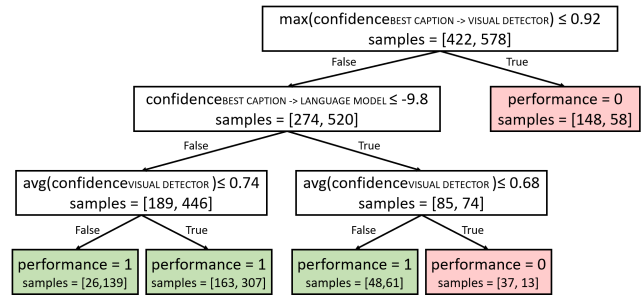 max(confidenceBEST CAPTION -> VISUAL DETECTOR) ≤ 0.92
samples = [422, 578]
False
True
confidenceBEST CAPTION -> LANGUAGE MODEL ≤ -9.8
samples = [274, 520]
performance = 0
samples = [148, 58]
False
True
avg(confidenceVISUAL DETECTOR )≤ 0.74
samples = [189, 446]
avg(confidenceVISUAL DETECTOR )≤ 0.68
samples = [85, 74]
False
True
False
True
performance = 1
samples = [26,139]
performance = 1
samples = [163, 307]
performance = 1
samples = [48,61]
performance = 0
samples = [37, 13]